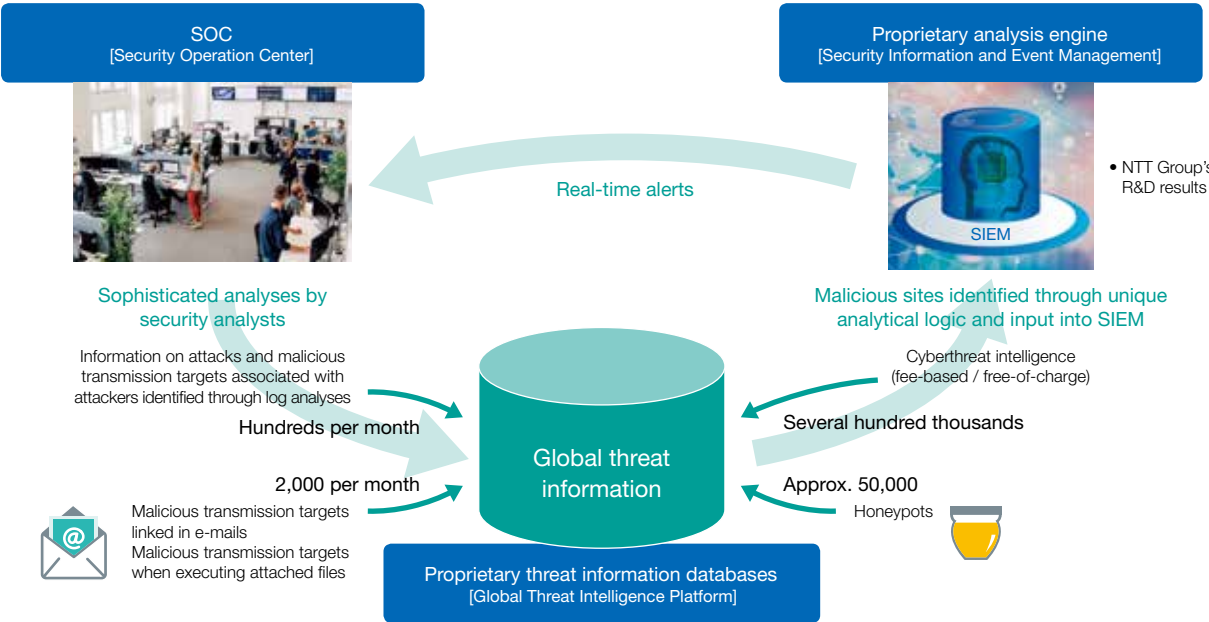 SOC
[Security Operation Center]
Proprietary analysis engine
[Security Information and Event Management]
Real-time alerts
SIEM
• NTT Group's
R&D results
Sophisticated analyses by
security analysts
Malicious sites identified through unique
analytical logic and input into SIEM
Information on attacks and malicious
transmission targets associated with
attackers identified through log analyses
Hundreds per month
Cyberthreat intelligence
(fee-based / free-of-charge)
Several hundred thousands
Global threat
information
2,000 per month
Malicious transmission targets
linked in e-mails
Malicious transmission targets
when executing attached files
@
Approx. 50,000
Honeypots
Proprietary threat information databases
[Global Threat Intelligence Platform]